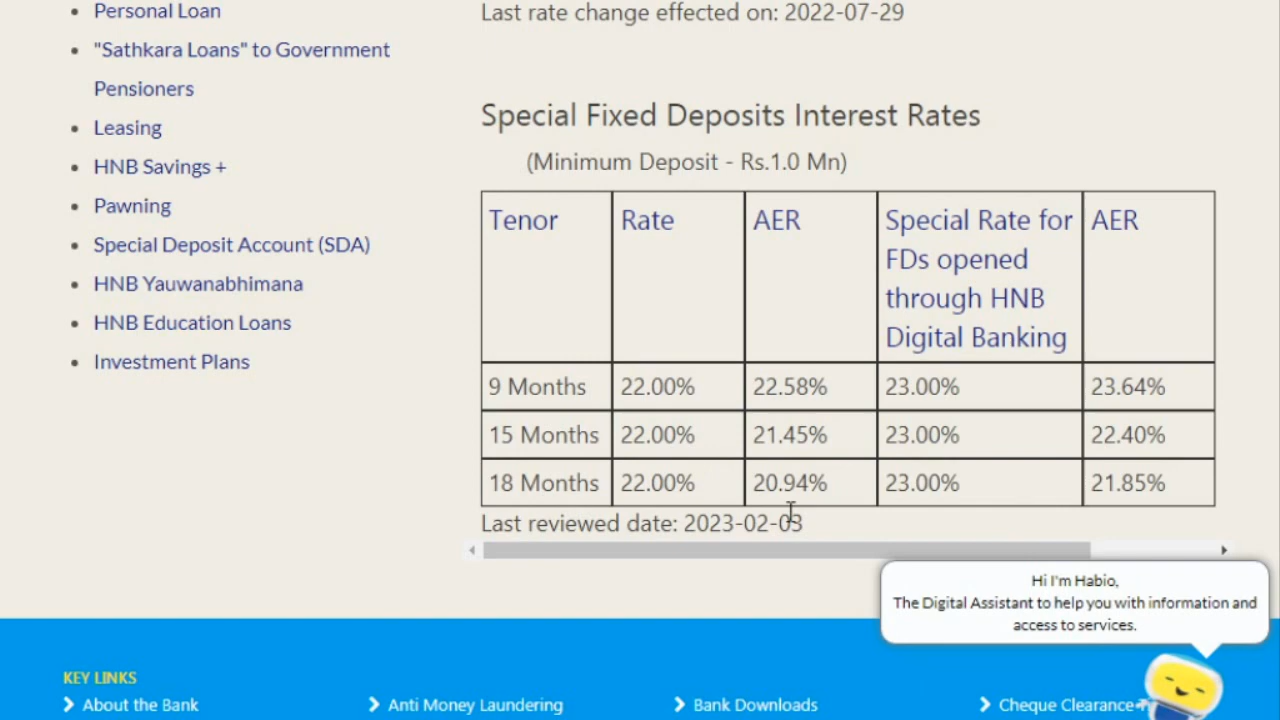 Personal Loan
"Sathkara Loans" to Government
Pensioners
Leasing
HNB Savings +
Pawning
Special Deposit Account (SDA)
HNB Yauwanabhimana
HNB Education Loans
Investment Plans
Last rate change effected on: 2022-07-29
Special Fixed Deposits Interest Rates
(Minimum Deposit - Rs.1.0 Mn)
Tenor Rate AER Special Rate for FDs opened through HNB Digital Banking AER
9 Months 22.00% 22.58% 23.00% 23.64%
15 Months 22.00% 21.45% 23.00% 22.40%
18 Months 22.00% 20.94% 23.00% 21.85%
Last reviewed date: 2023-02-03
Hi I'm Habio,
The Digital Assistant to help you with information and
access to services.
KEY LINKS
About the Bank Anti Money Laundering Bank Downloads Cheque Clearance